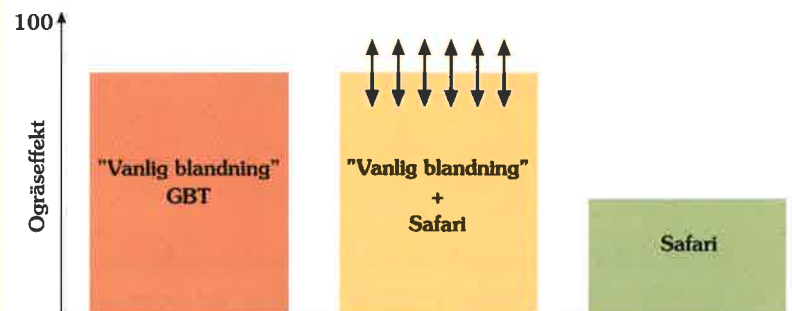 100
Ogräseffekt
"Vanlig blandning"
GBT
"Vanlig blandning"
+
Safari
Safari